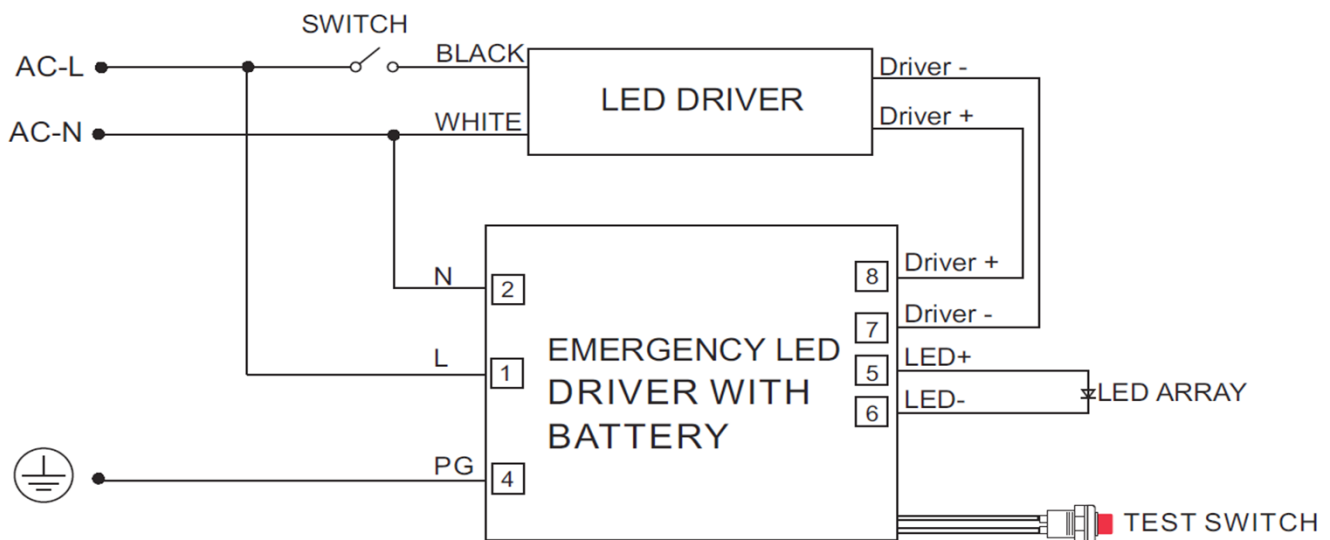 SWITCH
AC-L
BLACK
AC-N
WHITE
LED DRIVER
Driver -
Driver +
N
2
L
1
PG
4
EMERGENCY LED
DRIVER WITH
BATTERY
8
Driver +
7
Driver -
5
LED+
6
LED-
LED ARRAY
TEST SWITCH